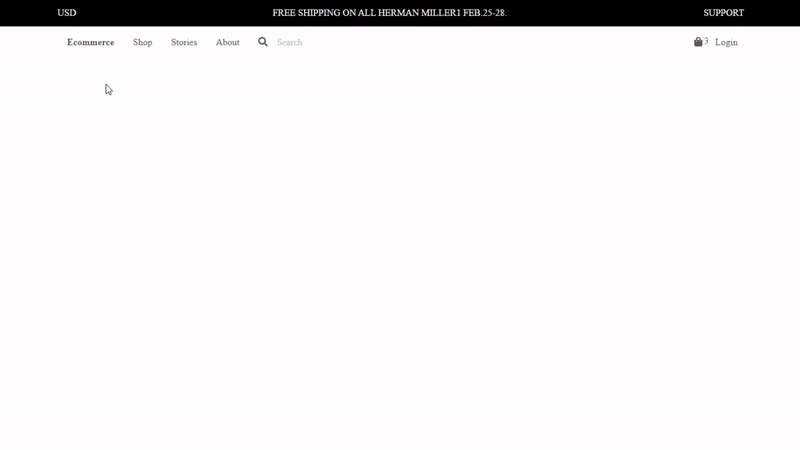 USD FREE SHIPPING ON ALL HERMAN MILLER1 FEB.25-28. SUPPORT
Ecommerce Shop Stories About Search 3 Login